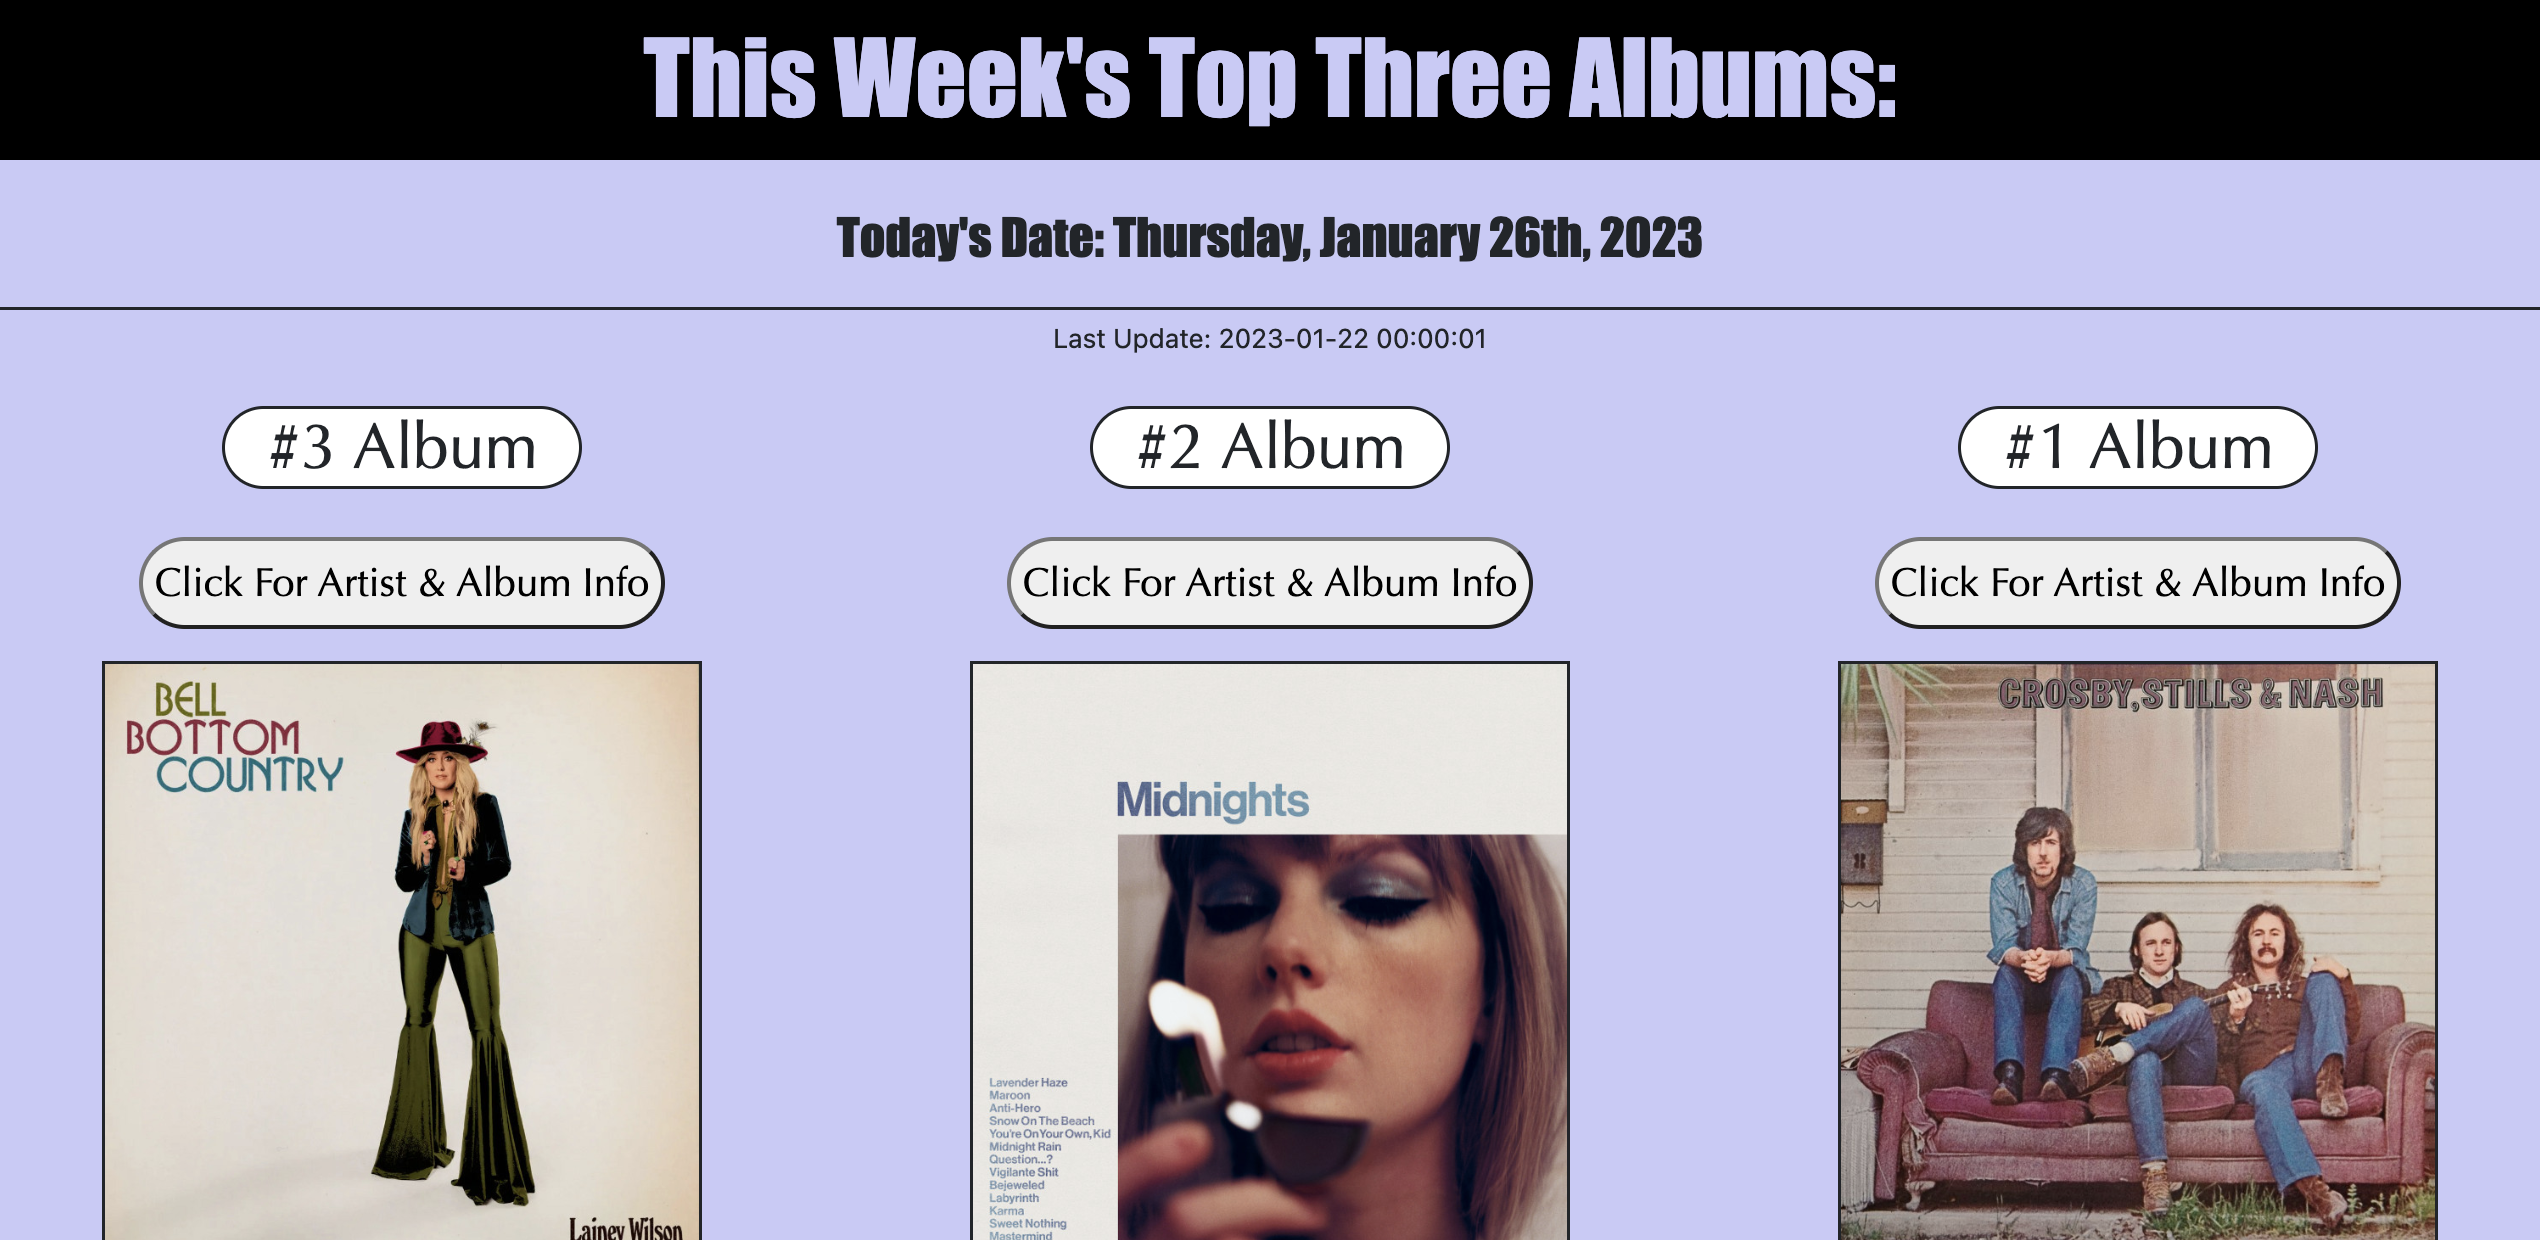 This Week's Top Three Albums:
Today's Date: Thursday, January 26th, 2023
Last Update: 2023-01-22 00:00:01
#3 Album
#2 Album
#1 Album
Click For Artist & Album Info
Click For Artist & Album Info
Click For Artist & Album Info
BELL
BOTTOM
COUNTRY
Lainey Wilson
Midnights
Lavender Haze
Maroon
Anti-Hero
Snow On The Beach
You're On Your Own, Kid
Midnight Rain
Question...?
Vigilante Shit
Bejeweled
Labyrinth
Karma
Sweet Nothing
Mastermind
CROSBY, STILLS & NASH
8